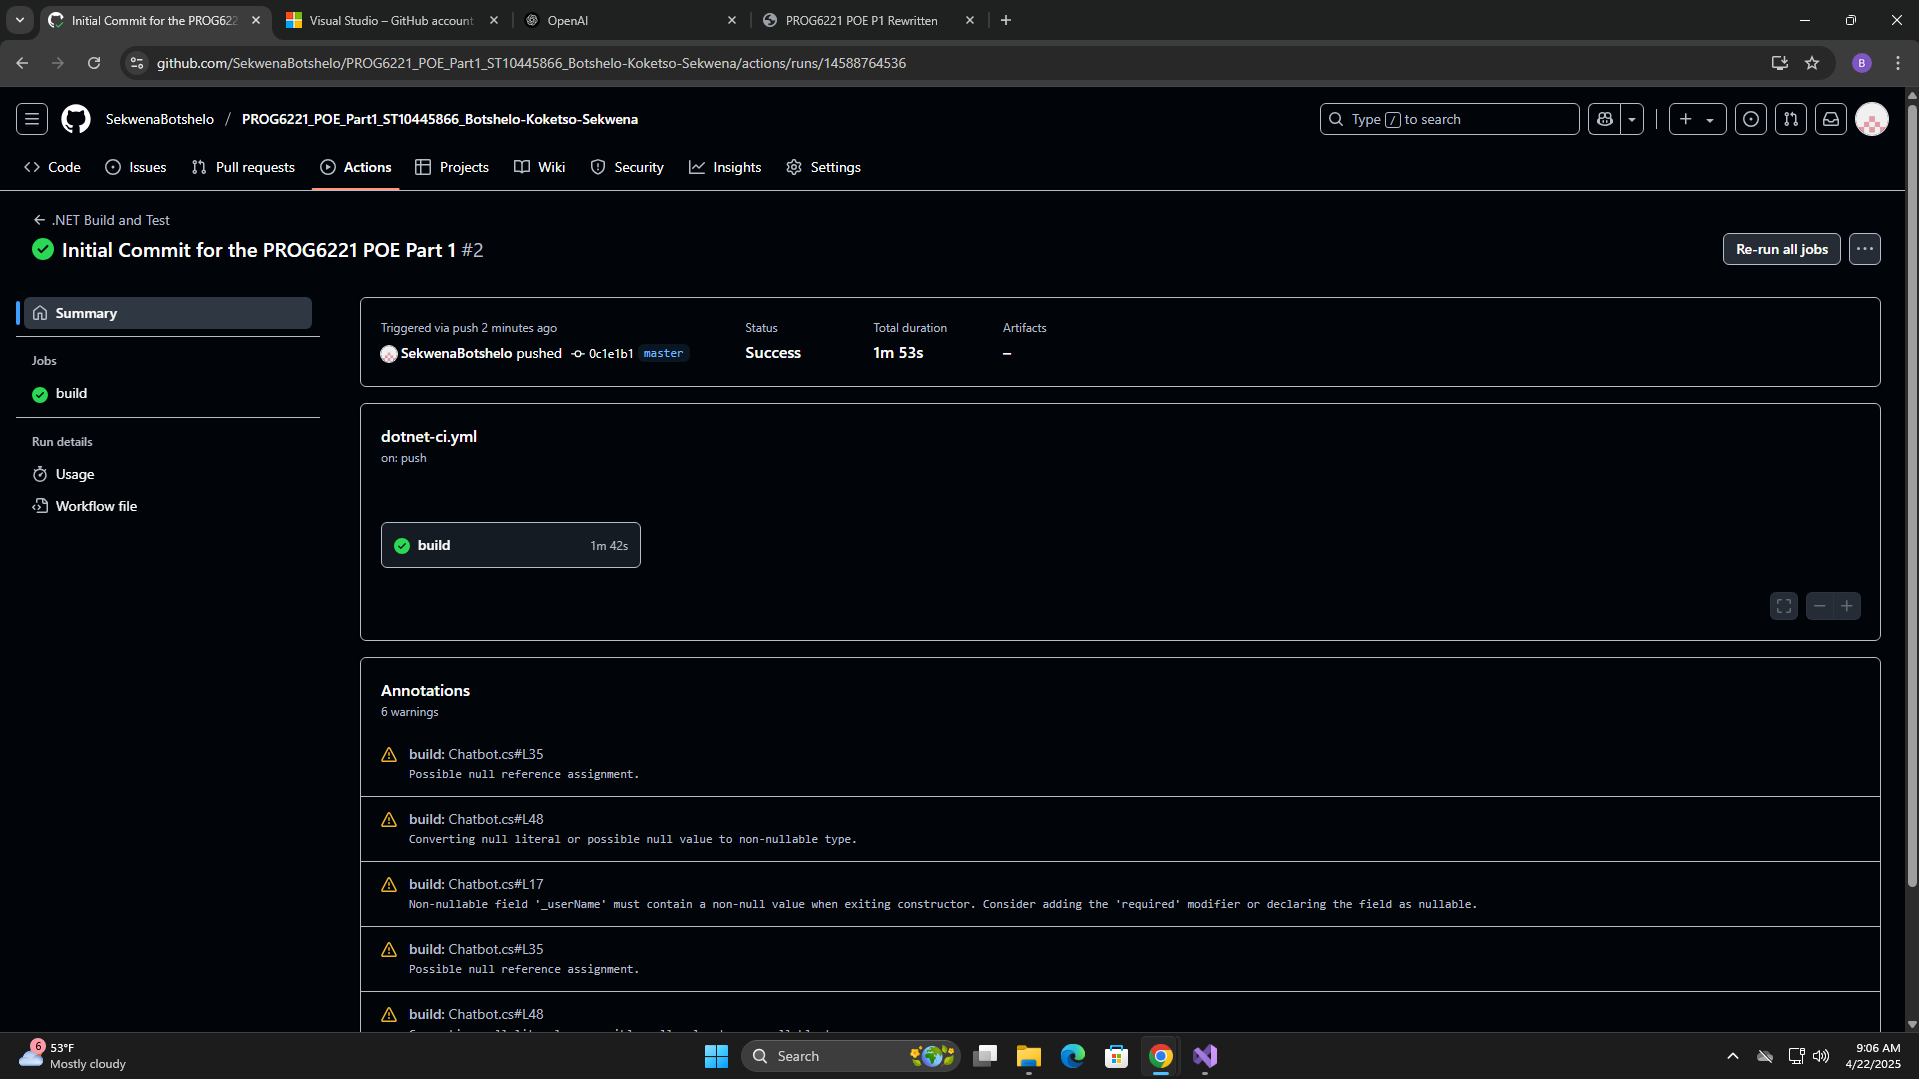 Initial Commit for the PROG6221
Visual Studio – GitHub account
OpenAI
PROG6221 POE P1 Rewritten
github.com/SekwenaBotshelo/PROG6221_POE_Part1_ST10445866_Botshelo-Koketso-Sekwena/actions/runs/14588764536
B
SekwenaBotshelo / PROG6221_POE_Part1_ST10445866_Botshelo-Koketso-Sekwena
Type / to search
Code
Issues
Pull requests
Actions
Projects
Wiki
Security
Insights
Settings
.NET Build and Test
Initial Commit for the PROG6221 POE Part 1 #2
Re-run all jobs
Summary
Jobs
build
Run details
Usage
Workflow file
Triggered via push 2 minutes ago
SekwenaBotshelo pushed 0c1e1b1 master
Status
Success
Total duration
1m 53s
Artifacts
–
dotnet-ci.yml
on: push
build 1m 42s
Annotations
6 warnings
build: Chatbot.cs#L35
Possible null reference assignment.
build: Chatbot.cs#L48
Converting null literal or possible null value to non-nullable type.
build: Chatbot.cs#L17
Non-nullable field '_userName' must contain a non-null value when exiting constructor. Consider adding the 'required' modifier or declaring the field as nullable.
build: Chatbot.cs#L35
Possible null reference assignment.
build: Chatbot.cs#L48
6
53°F
Mostly cloudy
Search
9:06 AM
4/22/2025